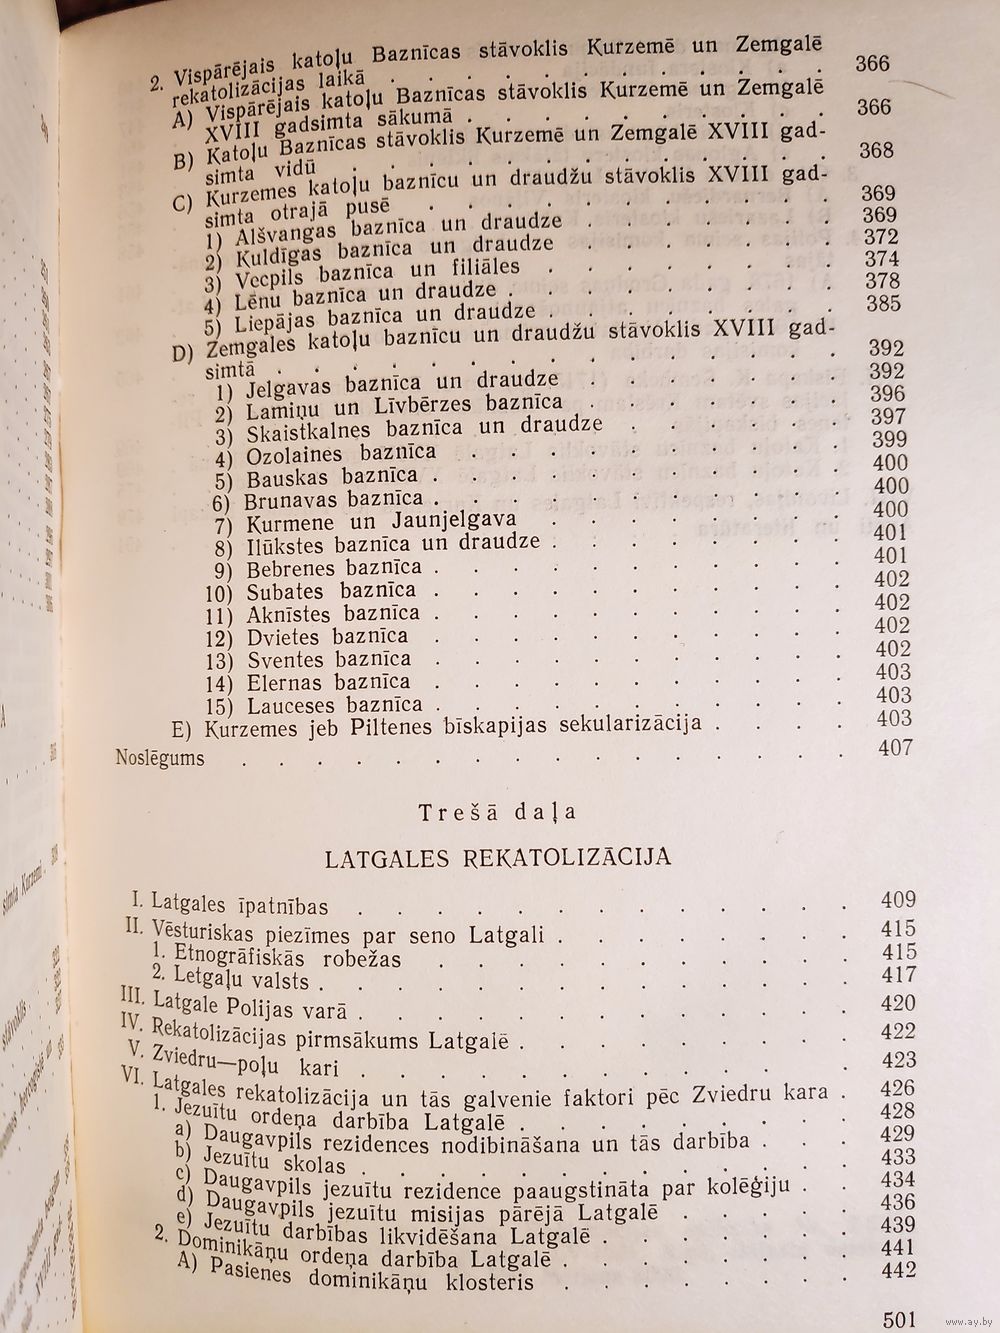 2. Vispārējais katoļu Baznīcas stāvoklis Kurzemē un Zemgalē
rekatolizācijas laikā . . . . . . . . . . . 366
A) Vispārējais katoļu Baznīcas stāvoklis Kurzemē un Zemgalē
XVIII gadsimta sākumā . . . . . . . . . 366
B) Katoļu Baznīcas stāvoklis Kurzemē un Zemgalē XVIII gad-
simta vidū . . . . . . . . . . . 368
C) Kurzemes katoļu baznīcu un draudžu stāvoklis XVIII gad-
simta otrajā pusē . . . . . . . . . . 369
1) Alšvangas baznīca un draudze . . . . . . 369
2) Kuldīgas baznīca un draudze . . . . . . 372
3) Vecpils baznīca un filiāles . . . . . . 374
4) Lēnu baznīca un draudze . . . . . . . 378
5) Liepājas baznīca un draudze . . . . . . 385
D) Zemgales katoļu baznīcu un draudžu stāvoklis XVIII gad-
simtā . . . . . . . . . . . . 392
1) Jelgavas baznīca un draudze . . . . . . 392
2) Lamiņu un Līvbērzes baznīca . . . . . . 396
3) Skaistkalnes baznīca un draudze . . . . . 397
4) Ozolaines baznīca . . . . . . . . 399
5) Bauskas baznīca . . . . . . . . . 400
6) Brunavas baznīca . . . . . . . . . 400
7) Kurmene un Jaunjelgava . . . . . . . 400
8) Ilūkstes baznīca un draudze . . . . . . . 401
9) Bebrenes baznīca . . . . . . . . . 401
10) Subates baznīca . . . . . . . . . 402
11) Aknīstes baznīca . . . . . . . . . 402
12) Dvietes baznīca . . . . . . . . . 402
13) Sventes baznīca . . . . . . . . . 402
14) Elernas baznīca . . . . . . . . . 403
15) Lauceses baznīca . . . . . . . . . 403
E) Kurzemes jeb Piltenes bīskapijas sekularizācija . . . . 403
Noslēgums . . . . . . . . . . . . . 407
Trešā daļa
LATGALES REKATOLIZĀCIJA
I. Latgales īpatnības . . . . . . . . . . 409
II. Vēsturiskas piezīmes par seno Latgali . . . . . . . 415
1. Etnogrāfiskās robežas . . . . . . . . . 415
2. Letgaļu valsts . . . . . . . . . . . 417
III. Latgale Polijas varā . . . . . . . . . . 420
IV. Rekatolizācijas pirmsākums Latgalē . . . . . . . 422
V. Zviedru—poļu kari . . . . . . . . . . 423
VI. Latgales rekatolizācija un tās galvenie faktori pēc Zviedru kara . 426
1. Jezuītu ordeņa darbība Latgalē . . . . . . . 428
a) Daugavpils rezidences nodibināšana un tās darbība . . . 429
b) Jezuītu skolas . . . . . . . . . . 433
c) Daugavpils jezuītu rezidence paaugstināta par kolēģiju . . 434
d) Daugavpils jezuītu misijas pārējā Latgalē . . . . 436
e) Jezuītu darbības likvidēšana Latgalē . . . . . 439
2. Dominikāņu ordeņa darbība Latgalē . . . . . . 441
A) Pasienes dominikāņu klosteris . . . . . . 442
501
www.ay.by